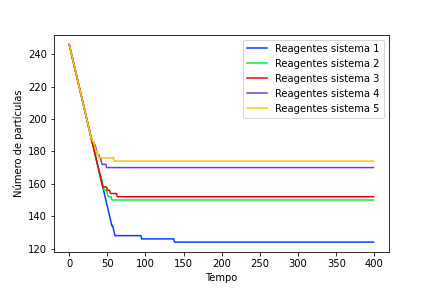 Reagentes sistema 1
Reagentes sistema 2
Reagentes sistema 3
Reagentes sistema 4
Reagentes sistema 5
Número de partículas
240
220
200
180
160
140
120
0 50 100 150 200 250 300 350 400
Tempo